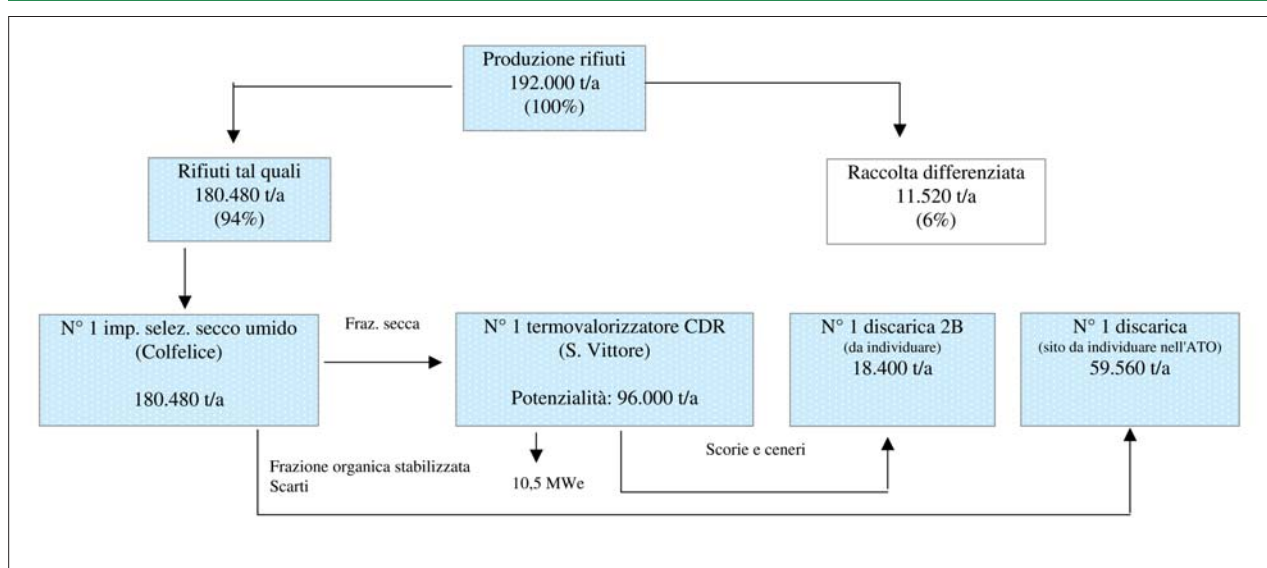 Produzione rifiuti
192.000 t/a
(100%)
Rifiuti tal quali
180.480 t/a
(94%)
Raccolta differenziata
11.520 t/a
(6%)
N° 1 imp. selez. secco umido
(Colfelice)
180.480 t/a
Fraz. secca
N° 1 termovalorizzatore CDR
(S. Vittore)
Potenzialità: 96.000 t/a
N° 1 discarica 2B
(da individuare)
18.400 t/a
N° 1 discarica
(sito da individuare nell'ATO)
59.560 t/a
Frazione organica stabilizzata
Scarti
10,5 MWe
Scorie e ceneri